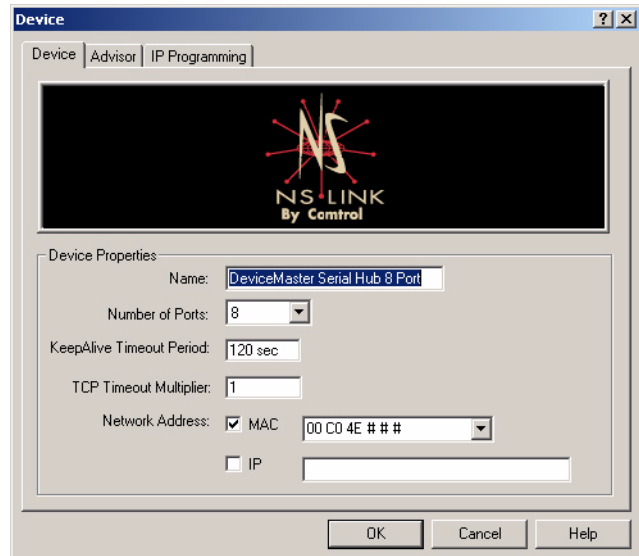 Device
Device Advisor IP Programming
NS
NS LINK
By Comtrol
Device Properties
Name: DeviceMaster Serial Hub 8 Port
Number of Ports: 8
KeepAlive Timeout Period: 120 sec
TCP Timeout Multiplier: 1
Network Address: MAC 00 C0 4E # # #
IP
OK Cancel Help